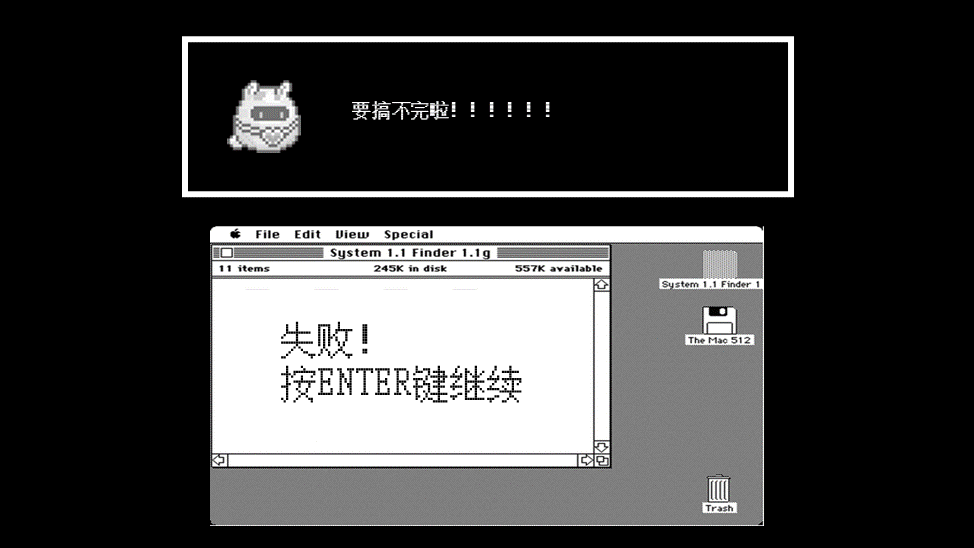 要搞不完啦！！！！！！
File Edit View Special
System 1.1 Finder 1.1g
11 items 245K in disk 557K available
System 1.1 Finder 1
The Mac 512
失败！
按ENTER键继续
Trash